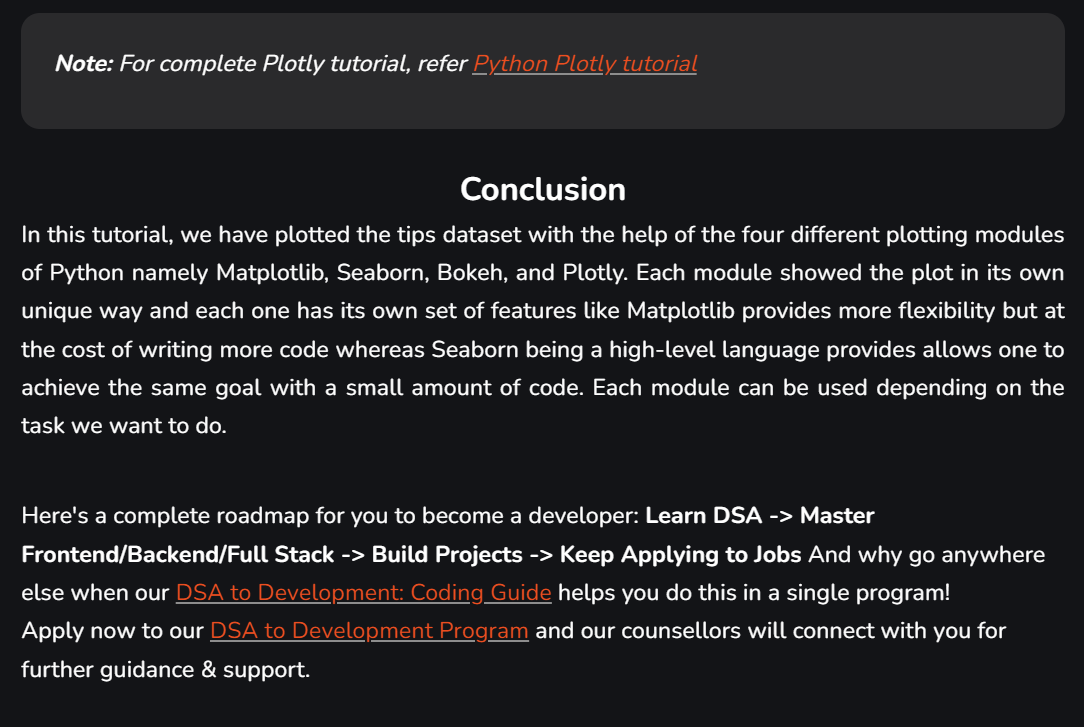 Note: For complete Plotly tutorial, refer Python Plotly tutorial
Conclusion
In this tutorial, we have plotted the tips dataset with the help of the four different plotting modules
of Python namely Matplotlib, Seaborn, Bokeh, and Plotly. Each module showed the plot in its own
unique way and each one has its own set of features like Matplotlib provides more flexibility but at
the cost of writing more code whereas Seaborn being a high-level language provides allows one to
achieve the same goal with a small amount of code. Each module can be used depending on the
task we want to do.
Here's a complete roadmap for you to become a developer: Learn DSA -> Master
Frontend/Backend/Full Stack -> Build Projects -> Keep Applying to Jobs And why go anywhere
else when our DSA to Development: Coding Guide helps you do this in a single program!
Apply now to our DSA to Development Program and our counsellors will connect with you for
further guidance & support.